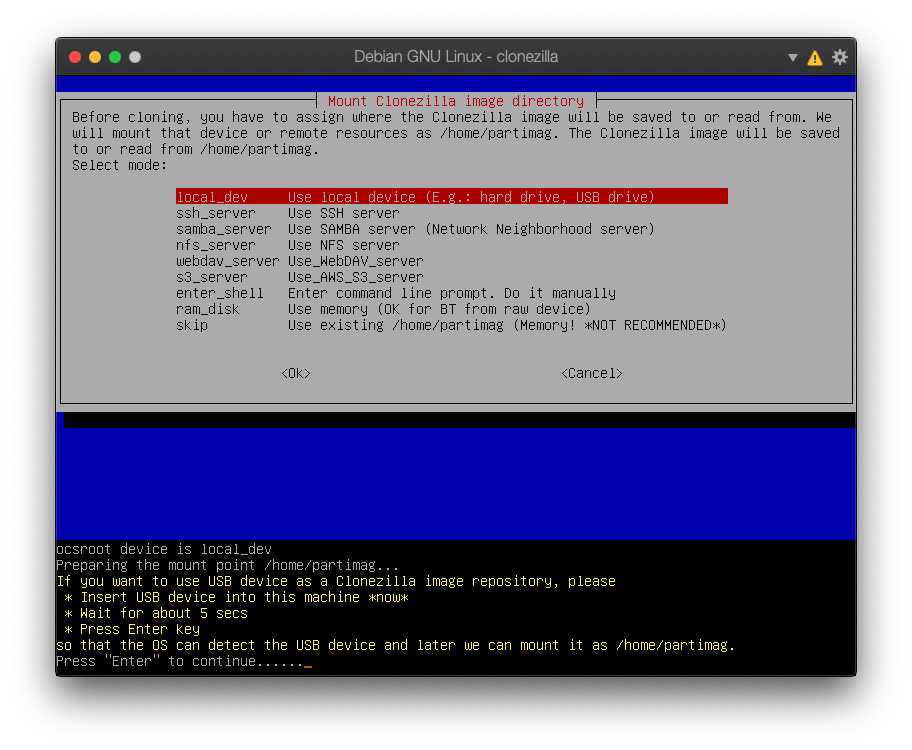 Debian GNU Linux - clonezilla
Mount Clonezilla image directory
Before cloning, you have to assign where the Clonezilla image will be saved to or read from. We
will mount that device or remote resources as /home/partimag. The Clonezilla image will be saved
to or read from /home/partimag.
Select mode:
local_dev Use local device (E.g.: hard drive, USB drive)
ssh_server Use SSH server
samba_server Use SAMBA server (Network Neighborhood server)
nfs_server Use NFS server
webdav_server Use_WebDAV_server
s3_server Use_AWS_S3_server
enter_shell Enter command line prompt. Do it manually
ram_disk Use memory (OK for BT from raw device)
skip Use existing /home/partimag (Memory! *NOT RECOMMENDED*)
<Ok> <Cancel>
ocsroot device is local_dev
Preparing the mount point /home/partimag...
If you want to use USB device as a Clonezilla image repository, please
* Insert USB device into this machine *now*
* Wait for about 5 secs
* Press Enter key
so that the OS can detect the USB device and later we can mount it as /home/partimag.
Press "Enter" to continue......_